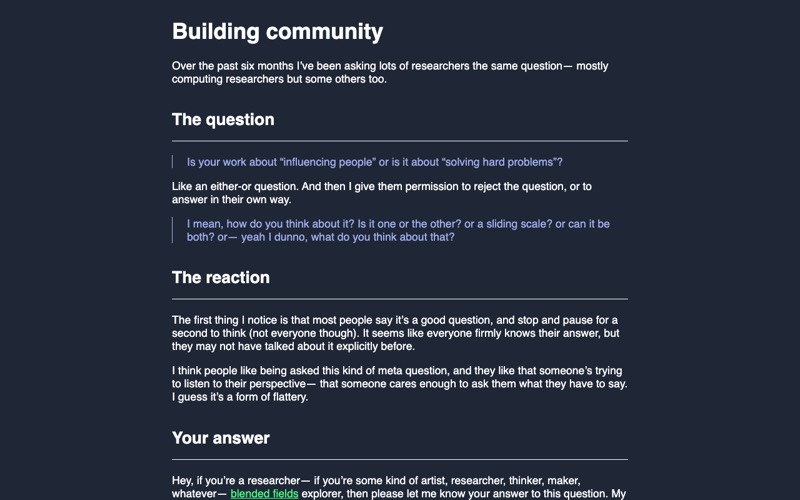 Building community
Over the past six months I've been asking lots of researchers the same question— mostly
computing researchers but some others too.
The question
Is your work about “influencing people” or is it about “solving hard problems”?
Like an either-or question. And then I give them permission to reject the question, or to
answer in their own way.
I mean, how do you think about it? Is it one or the other? or a sliding scale? or can it be
both? or— yeah I dunno, what do you think about that?
The reaction
The first thing I notice is that most people say it's a good question, and stop and pause for a
second to think (not everyone though). It seems like everyone firmly knows their answer, but
they may not have talked about it explicitly before.
I think people like being asked this kind of meta question, and they like that someone's trying
to listen to their perspective— that someone cares enough to ask them what they have to say.
I guess it's a form of flattery.
Your answer
Hey, if you're a researcher— if you're some kind of artist, researcher, thinker, maker,
whatever— blended fields explorer, then please let me know your answer to this question. My